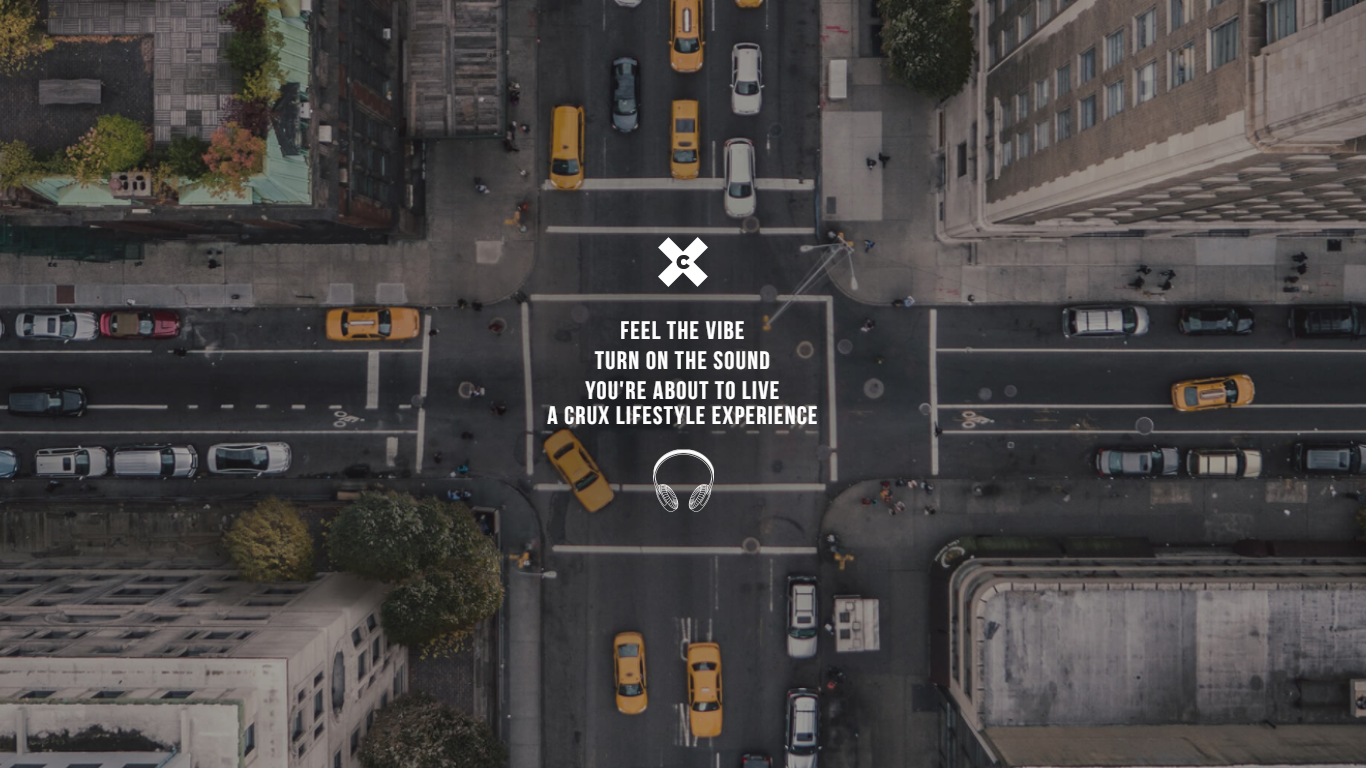 C
FEEL THE VIBE
TURN ON THE SOUND
YOU'RE ABOUT TO LIVE
A CRUX LIFESTYLE EXPERIENCE